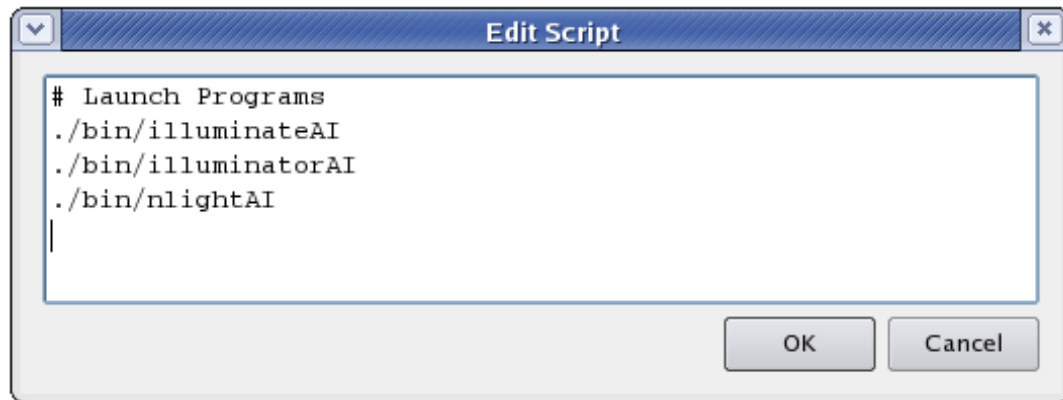 Edit Script
# Launch Programs
./bin/illuminateAI
./bin/illuminatorAI
./bin/nlightAI
OK Cancel